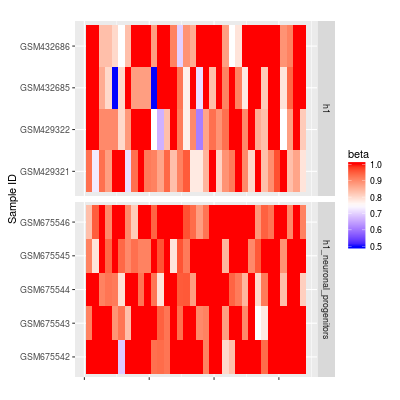 GSM432686
GSM432685
GSM429322
GSM429321
h1
GSM675546
GSM675545
GSM675544
GSM675543
GSM675542
h1_neuronal_progenitors
Sample ID
beta
1.0
0.9
0.8
0.7
0.6
0.5